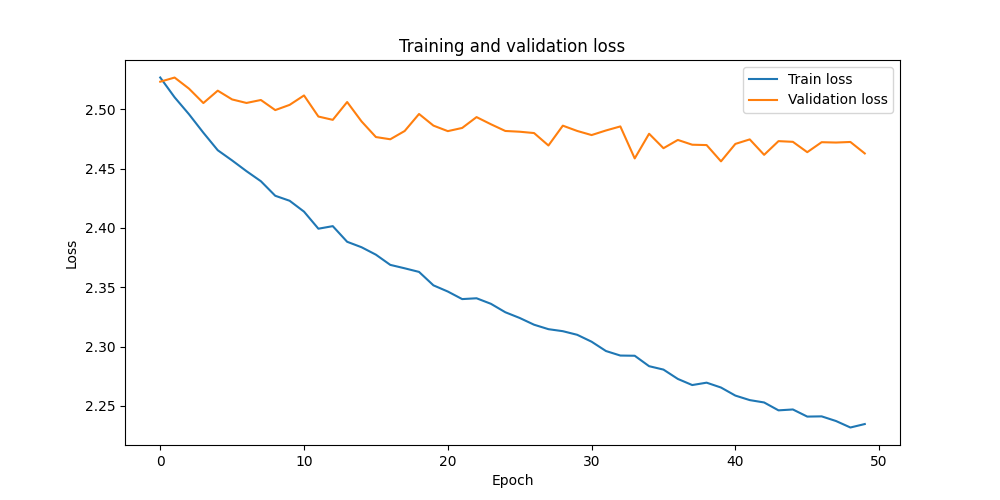 Training and validation loss
Train loss
Validation loss
2.50
2.45
2.40
2.35
2.30
2.25
Loss
0 10 20 30 40 50
Epoch